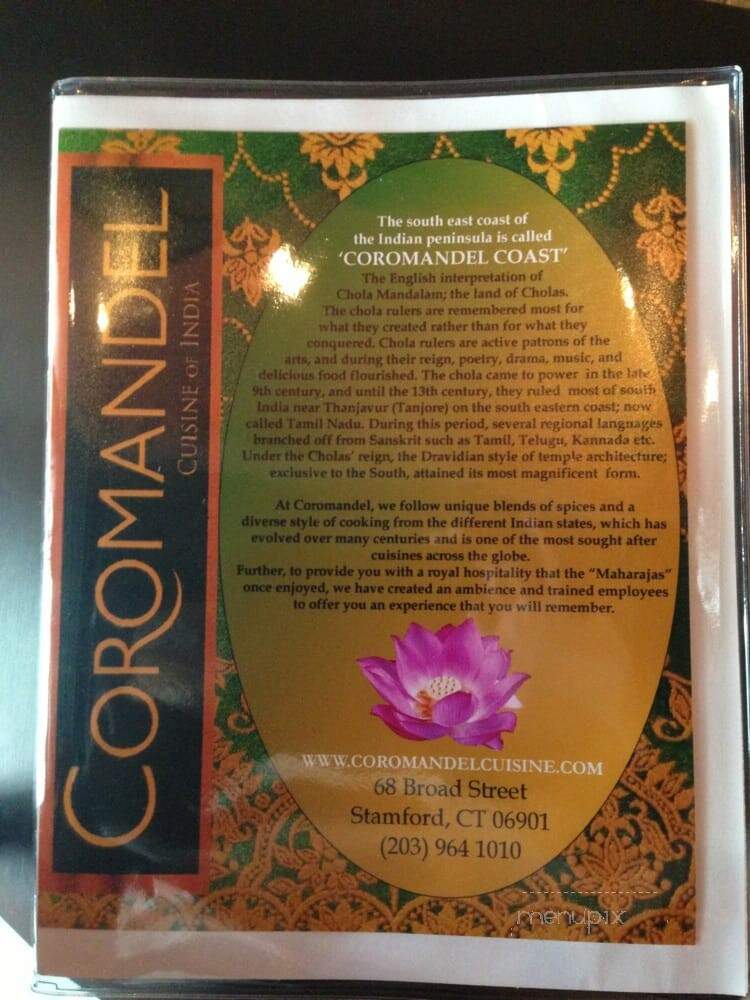 COROMANDEL
CUISINE OF INDIA
The south east coast of
the Indian peninsula is called
'COROMANDEL COAST'
The English interpretation of
Chola Mandalam; the land of Cholas.
The chola rulers are remembered most for
what they created rather than for what they
conquered. Chola rulers are active patrons of the
arts, and during their reign, poetry, drama, music, and
delicious food flourished. The chola came to power in the late
9th century, and until the 13th century, they ruled most of south
India near Thanjavur (Tanjore) on the south eastern coast; now
called Tamil Nadu. During this period, several regional languages
branched off from Sanskrit such as Tamil, Telugu, Kannada etc.
Under the Cholas' reign, the Dravidian style of temple architecture;
exclusive to the South, attained its most magnificent form.
At Coromandel, we follow unique blends of spices and a
diverse style of cooking from the different Indian states, which has
evolved over many centuries and is one of the most sought after
cuisines across the globe.
Further, to provide you with a royal hospitality that the "Maharajas"
once enjoyed, we have created an ambience and trained employees
to offer you an experience that you will remember.
WWW.COROMANDELCUISINE.COM
68 Broad Street
Stamford, CT 06901
(203) 964 1010
menupix